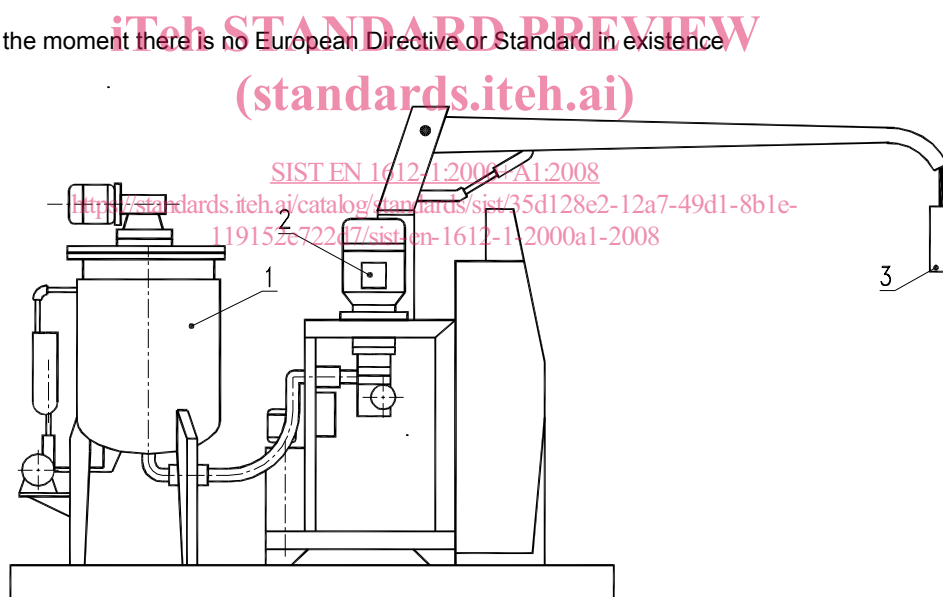 iTeh STANDARD PREVIEW
the moment there is no European Directive or Standard in existence
(standards.iteh.ai)
SIST EN 1612-1:2000+A1:2008
https://standards.iteh.ai/catalog/standards/sist/35d128e2-12a7-49d1-8b1e-
119152e722d7/sist-en-1612-1-2000a1-2008
2
1
3